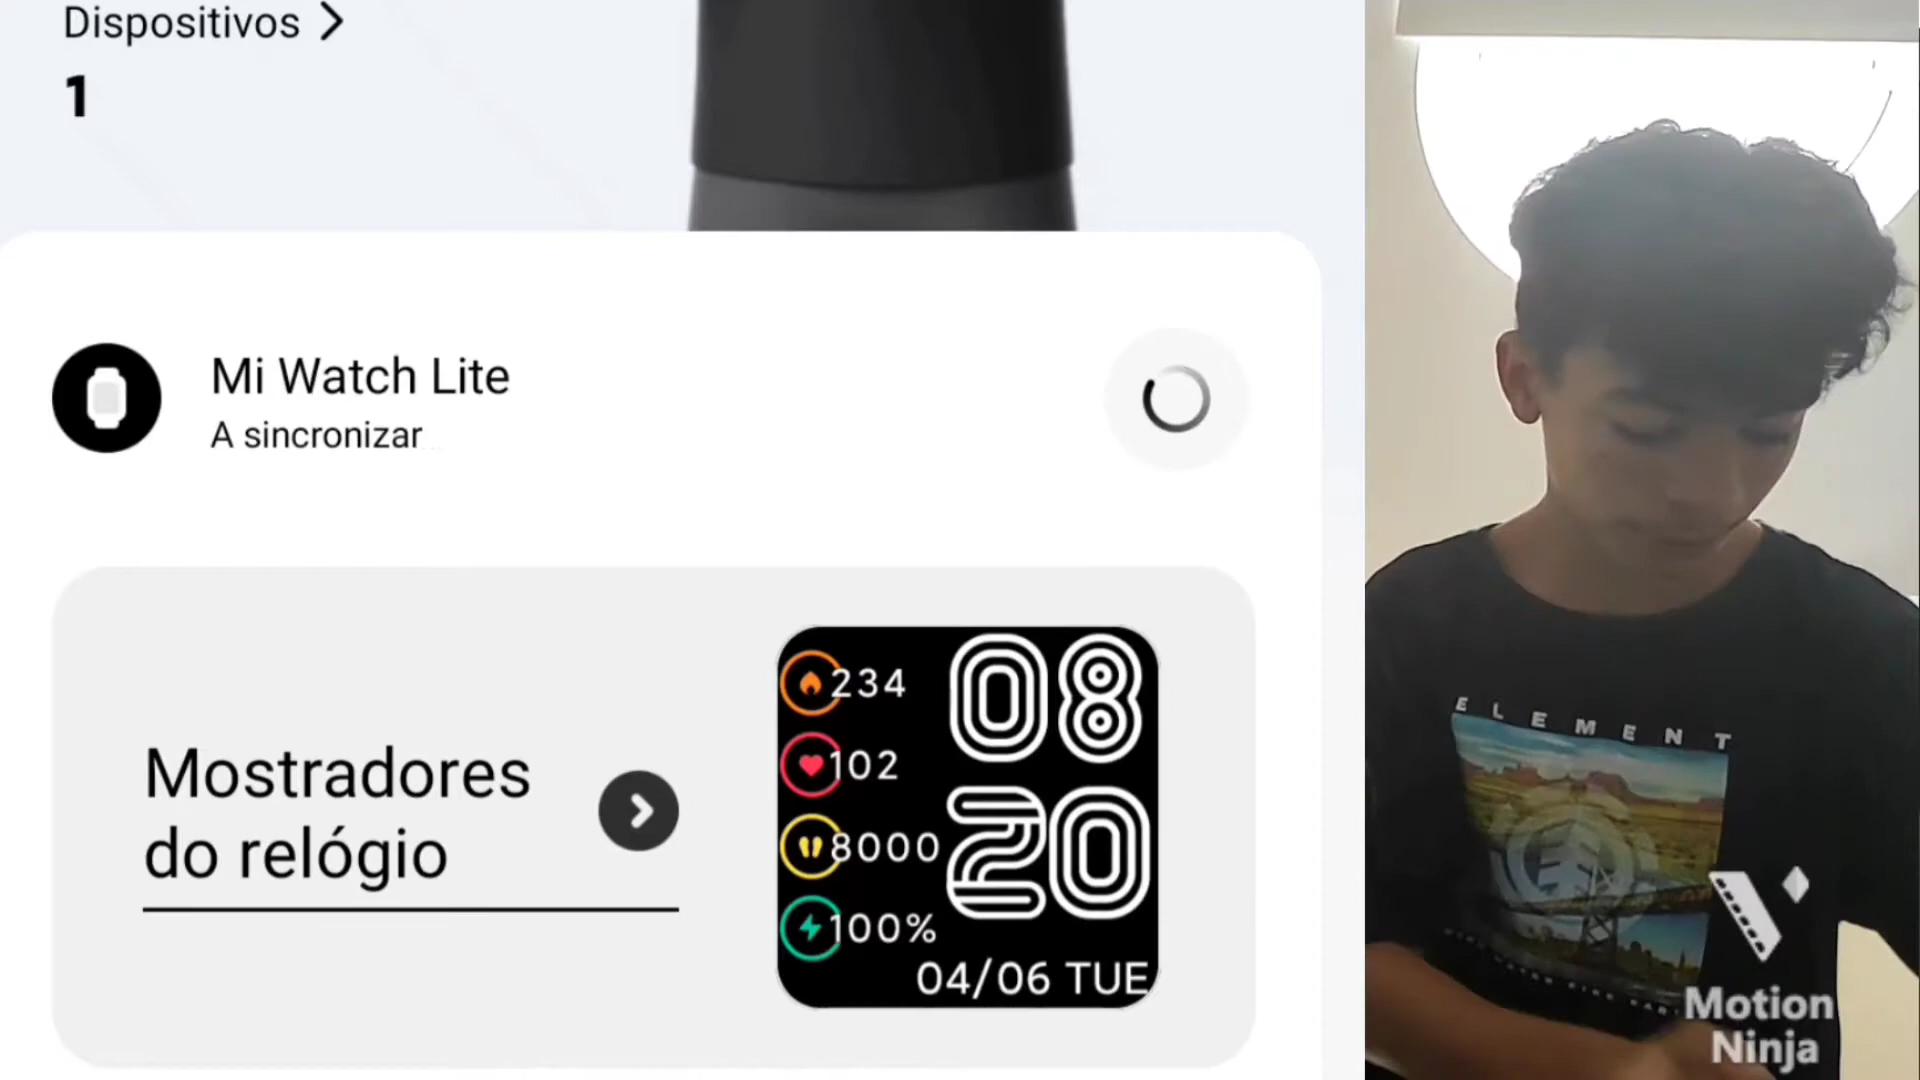 Dispositivos
1
Mi Watch Lite
A sincronizar
Mostradores
do relógio
234
102
8000
100%
08
20
04/06 TUE
ELEMENT
Motion
Ninja